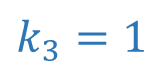 k₃ = 1